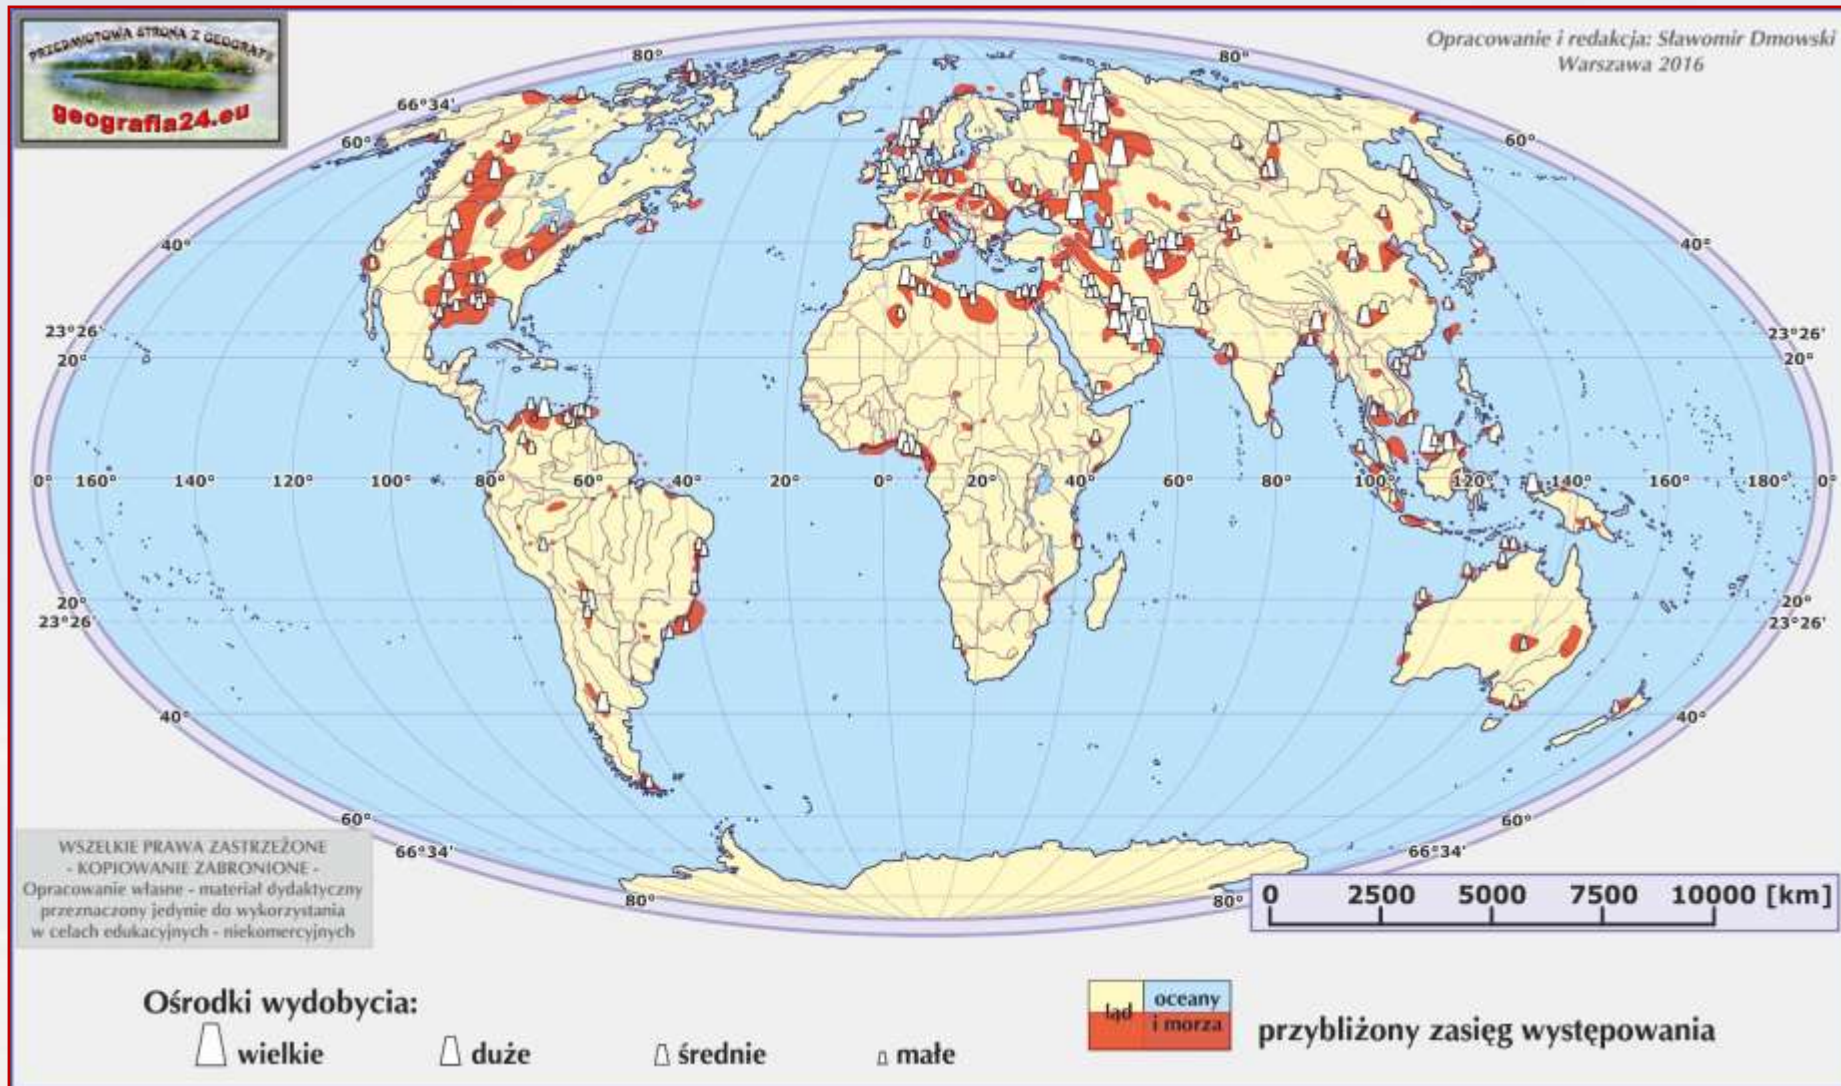 PRZEDMIOTOWA STRONA Z GEOGRAFII
geografia24.eu
Opracowanie i redakcja: Sławomir Dmowski
Warszawa 2016
80° 80°
66°34' 66°34'
60° 60°
40° 40°
23°26' 23°26'
20° 20°
0° 160° 140° 120° 100° 80° 60° 40° 20° 0° 20° 40° 60° 80° 100° 120° 140° 160° 180° 0°
20° 20°
23°26' 23°26'
40° 40°
60° 60°
66°34' 66°34'
80° 80°
WSZELKIE PRAWA ZASTRZEŻONE
- KOPIOWANIE ZABRONIONE -
Opracowanie własne - materiał dydaktyczny
przeznaczony jedynie do wykorzystania
w celach edukacyjnych - niekomercyjnych
0 2500 5000 7500 10000 [km]
Ośrodki wydobycia:
wielkie duże średnie małe
ląd oceany
i morza
przybliżony zasięg występowania